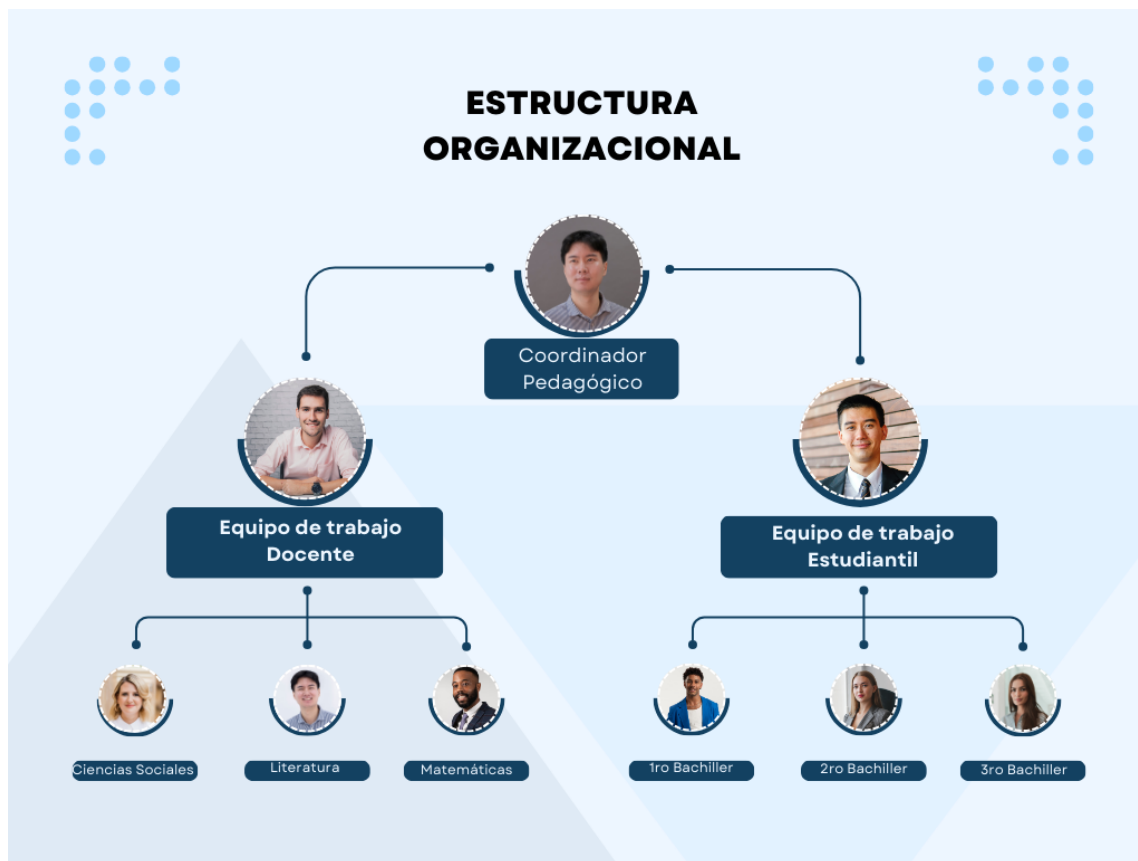 ESTRUCTURA
ORGANIZACIONAL
Coordinador
Pedagógico
Equipo de trabajo
Docente
Equipo de trabajo
Estudiantil
Ciencias Sociales
Literatura
Matemáticas
1ro Bachiller
2ro Bachiller
3ro Bachiller